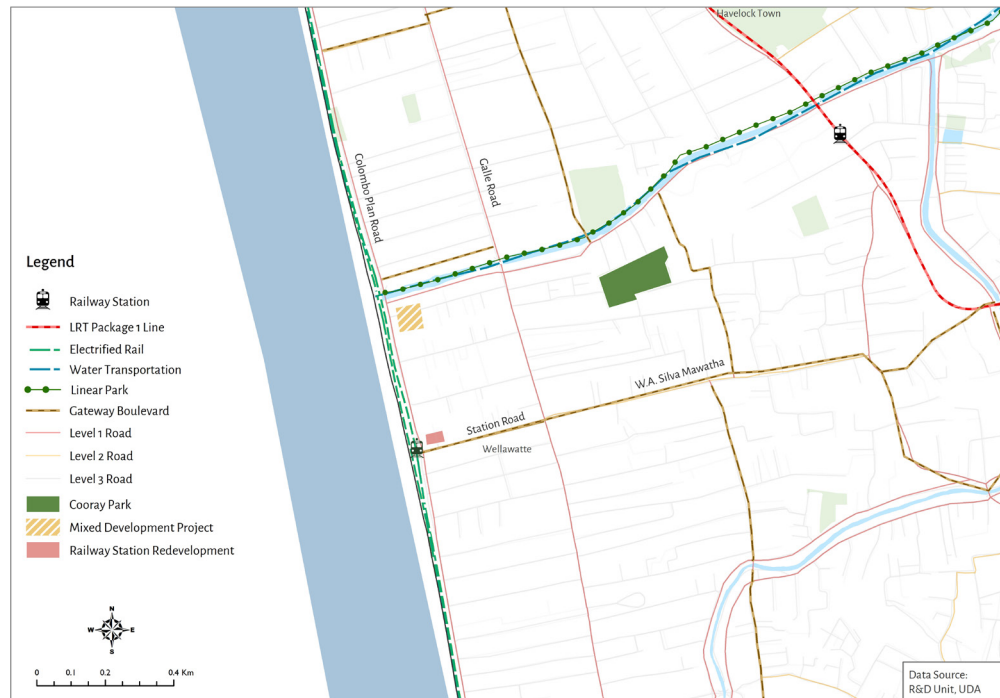 Havelock Town
Colombo Plan Road
Galle Road
W.A. Silva Mawatha
Station Road
Wellawatte
Legend
Railway Station
LRT Package 1 Line
Electrified Rail
Water Transportation
Linear Park
Gateway Boulevard
Level 1 Road
Level 2 Road
Level 3 Road
Cooray Park
Mixed Development Project
Railway Station Redevelopment
N
W E
S
0 0.1 0.2 0.4 Km
Data Source:
R&D Unit, UDA